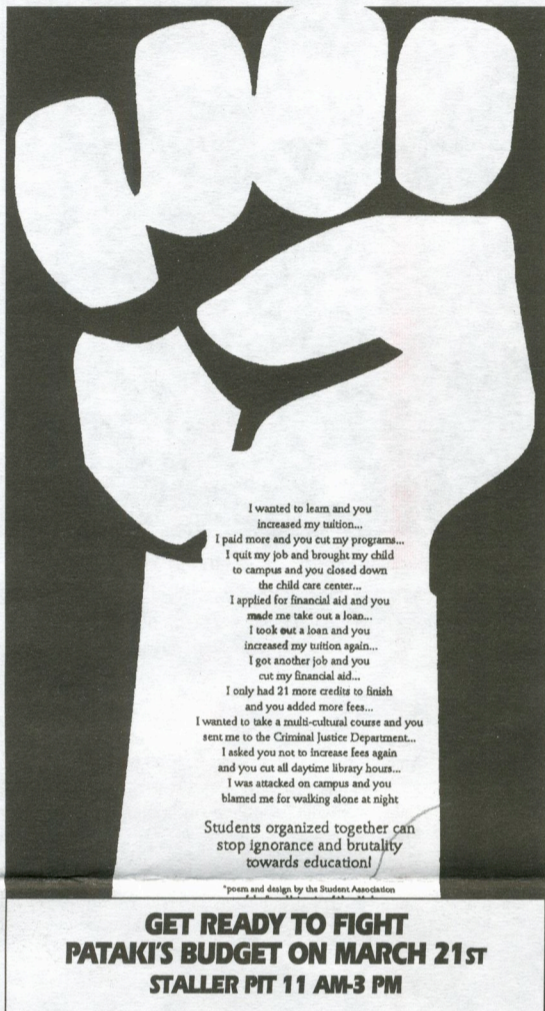 I wanted to learn and you
increased my tuition...
I paid more and you cut my programs...
I quit my job and brought my child
to campus and you closed down
the child care center...
I applied for financial aid and you
made me take out a loan...
I took out a loan and you
increased my tuition again...
I got another job and you
cut my financial aid...
I only had 21 more credits to finish
and you added more fees...
I wanted to take a multi-cultural course and you
sent me to the Criminal Justice Department...
I asked you not to increase fees again
and you cut all daytime library hours...
I was attacked on campus and you
blamed me for walking alone at night
Students organized together can
stop ignorance and brutality
towards education!
*poem and design by the Student Association
GET READY TO FIGHT
PATAKI'S BUDGET ON MARCH 21ST
STALLER PIT 11 AM-3 PM